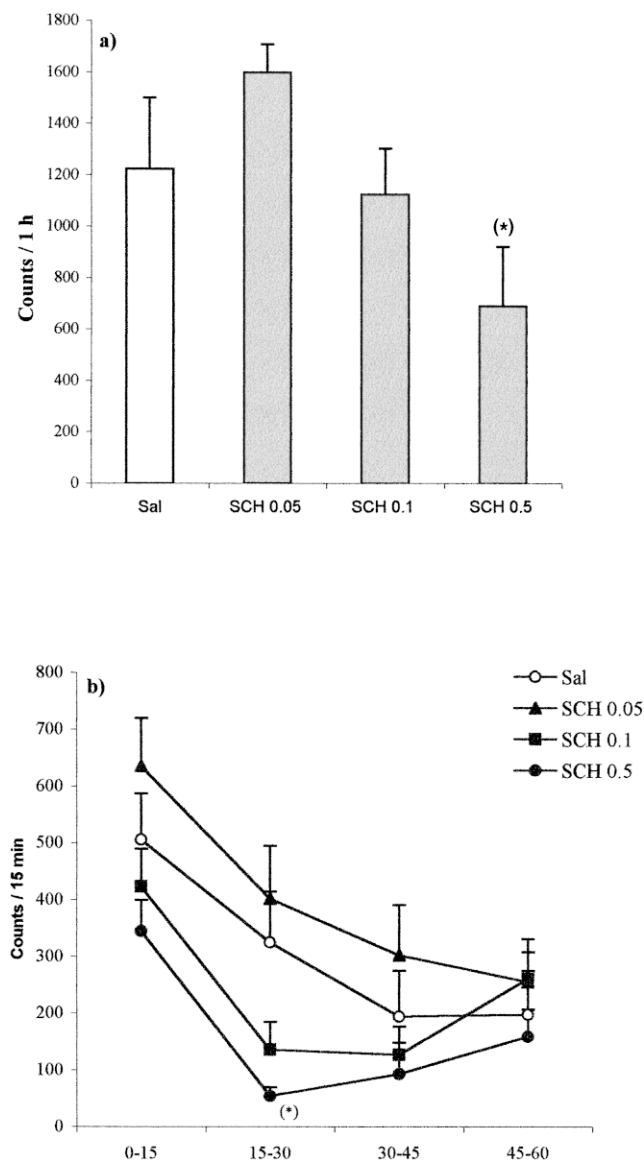 a)
Counts / 1 h
1800
1600
1400
1200
1000
800
600
400
200
0
(*)
Sal SCH 0.05 SCH 0.1 SCH 0.5
b)
Counts / 15 min
800
700
600
500
400
300
200
100
0
Sal
SCH 0.05
SCH 0.1
SCH 0.5
(*)
0-15 15-30 30-45 45-60